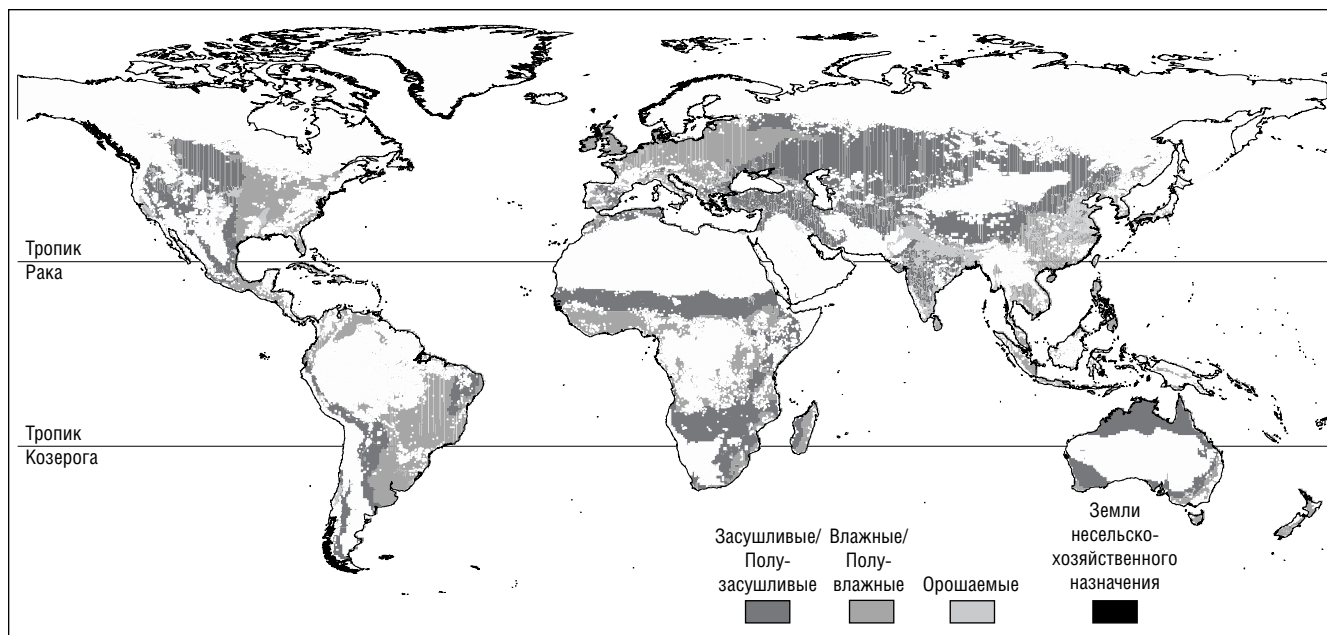 Тропик
Рака
Тропик
Козерога
Засушливые/
Полу-
засушливые
Влажные/
Полу-
влажные
Орошаемые
Земли
несельско-
хозяйственного
назначения